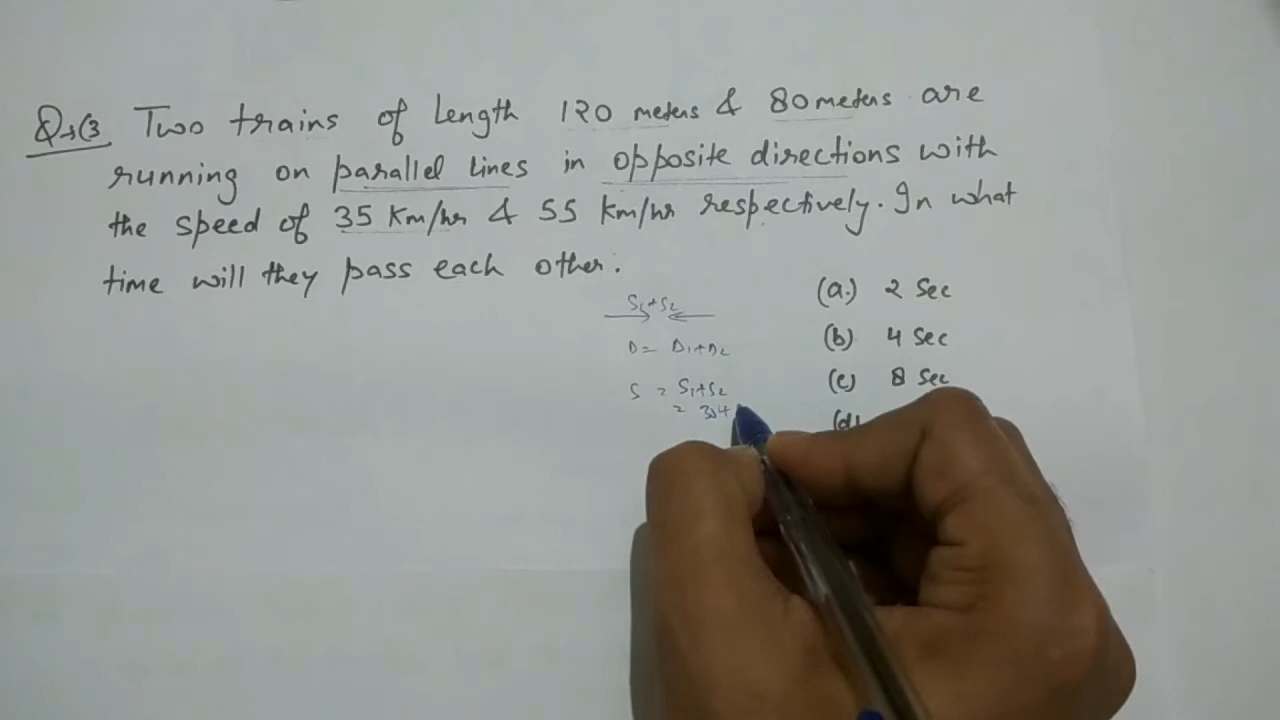 Q→(3 Two trains of length 120 meters & 80 meters are
running on parallel lines in opposite directions with
the speed of 35 Km/hr & 55 Km/hr respectively. In what
time will they pass each other.
S1+S2
D = D1+D2
S = S1+S2
=
(a.) 2 Sec
(b) 4 Sec
(c) 8 Sec
(d)